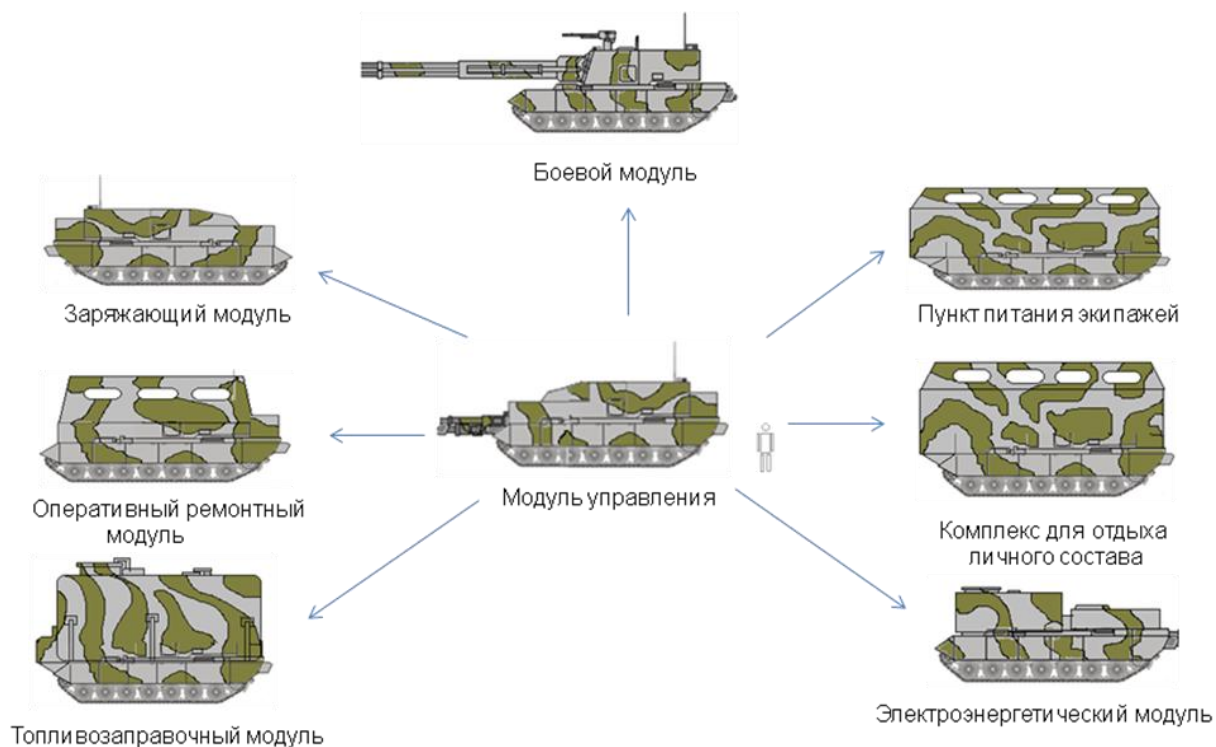 Боевой модуль
Заряжающий модуль
Пункт питания экипажей
Оперативный ремонтный
модуль
Модуль управления
Комплекс для отдыха
личного состава
Топливозаправочный модуль
Электроэнергетический модуль